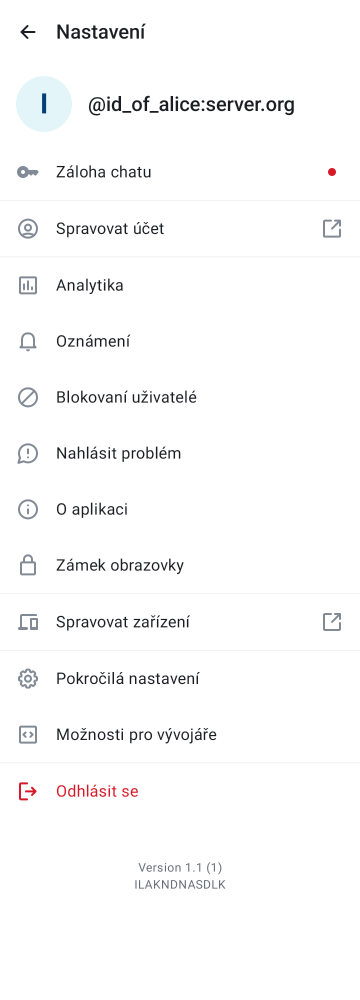 Nastavení
I
@id_of_alice:server.org
Záloha chatu
Spravovat účet
Analytika
Oznámení
Blokovaní uživatelé
Nahlásit problém
O aplikaci
Zámek obrazovky
Spravovat zařízení
Pokročilá nastavení
Možnosti pro vývojáře
Odhlásit se
Version 1.1 (1)
ILAKNDNASDLK